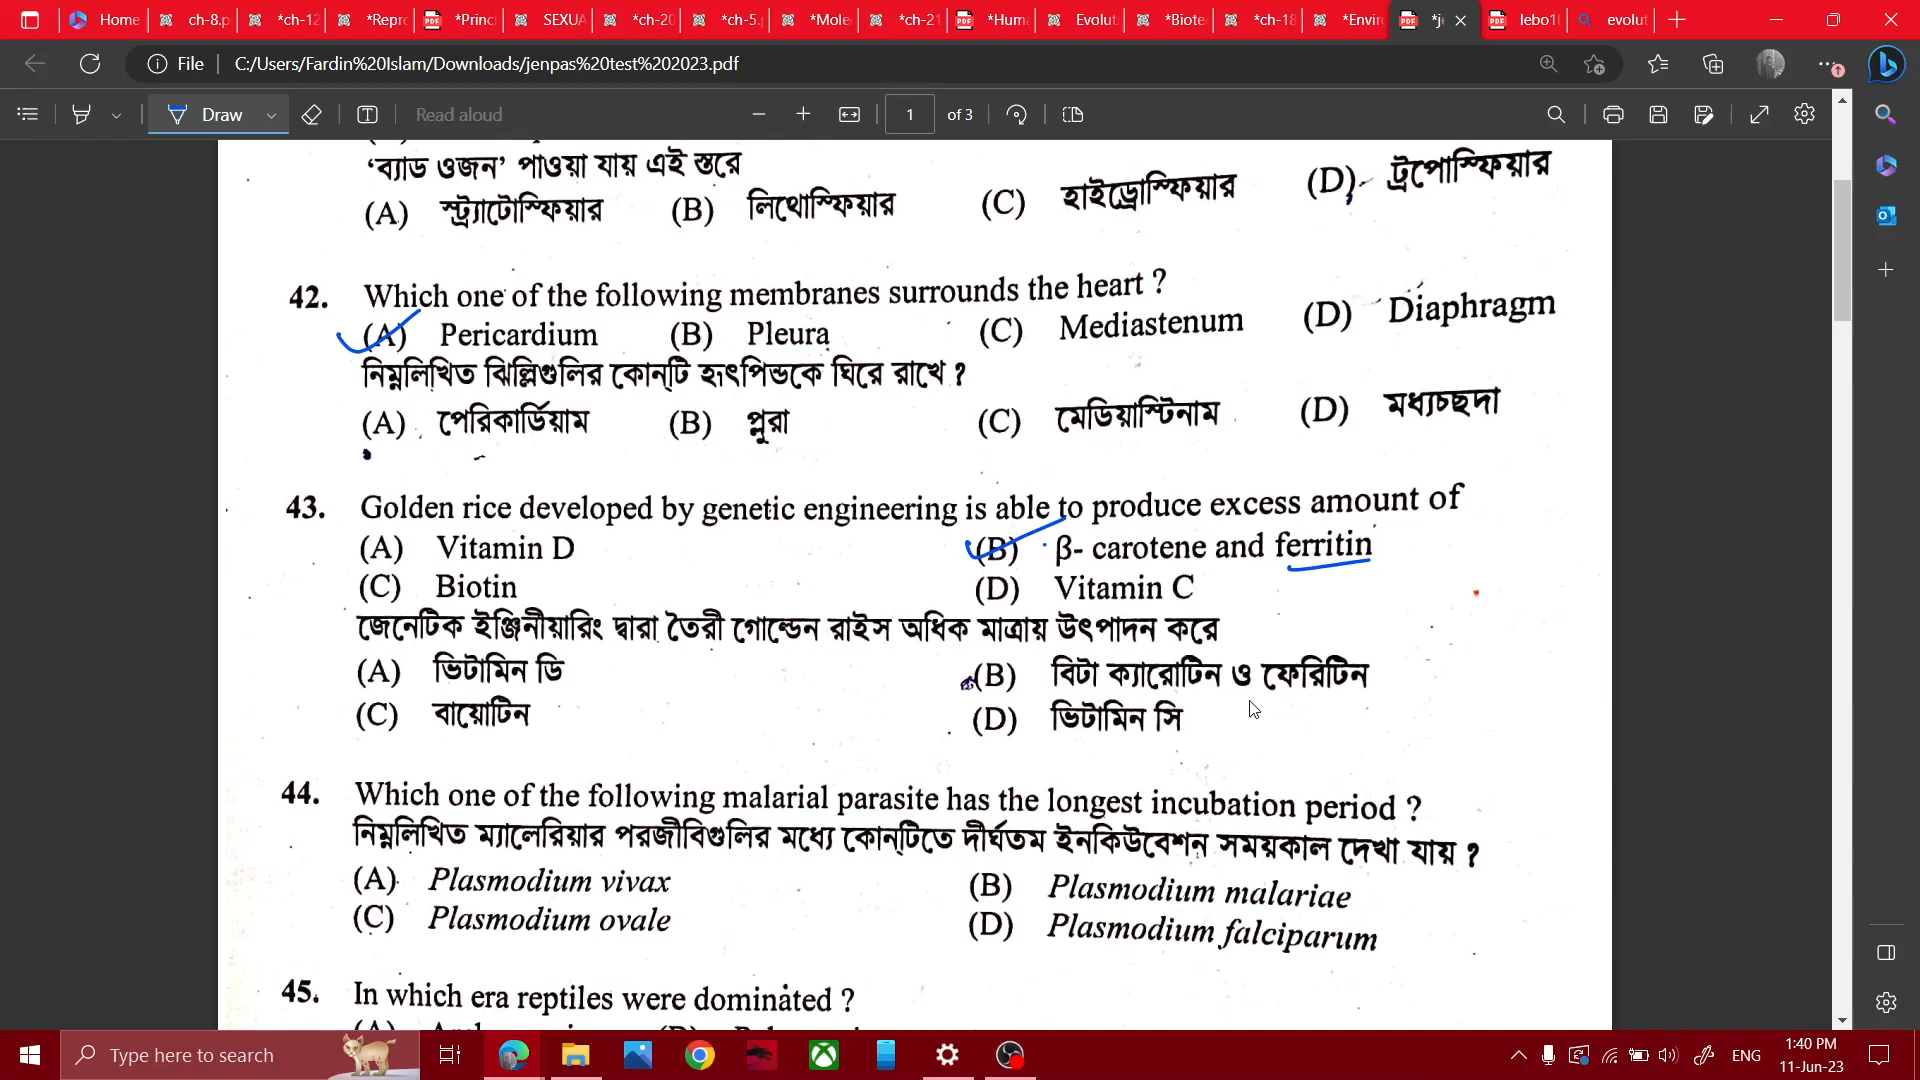 Home
ch-8.p
*ch-12
*Repro
*Princi
SEXUA
*ch-20
*ch-5.
*Mole
*ch-21
*Huma
Evolut
*Biote
*ch-18
*Enviro
*je
lebo10
evolut
File
C:/Users/Fardin%20Islam/Downloads/jenpas%20test%202023.pdf
Draw
Read aloud
1 of 3
'ব্যাড ওজন' পাওয়া যায় এই স্তরে
(A) স্ট্র্যাটোস্ফিয়ার (B) লিথোস্ফিয়ার (C) হাইড্রোস্ফিয়ার (D) ট্রপোস্ফিয়ার
42. Which one of the following membranes surrounds the heart ?
(A) Pericardium (B) Pleura (C) Mediastenum (D) Diaphragm
নিম্নলিখিত ঝিল্লিগুলির কোন্‌টি হৃৎপিন্ডকে ঘিরে রাখে ?
(A) পেরিকার্ডিয়াম (B) প্লুরা (C) মেডিয়াস্টিনাম (D) মধ্যচ্ছদা
43. Golden rice developed by genetic engineering is able to produce excess amount of
(A) Vitamin D (B) β- carotene and ferritin
(C) Biotin (D) Vitamin C
জেনেটিক ইঞ্জিনীয়ারিং দ্বারা তৈরী গোল্ডেন রাইস অধিক মাত্রায় উৎপাদন করে
(A) ভিটামিন ডি (B) বিটা ক্যারোটিন ও ফেরিটিন
(C) বায়োটিন (D) ভিটামিন সি
44. Which one of the following malarial parasite has the longest incubation period ?
নিম্নলিখিত ম্যালেরিয়ার পরজীবিগুলির মধ্যে কোন্‌টিতে দীর্ঘতম ইনকিউবেশন সময়কাল দেখা যায় ?
(A) Plasmodium vivax (B) Plasmodium malariae
(C) Plasmodium ovale (D) Plasmodium falciparum
45. In which era reptiles were dominated ?
Type here to search
ENG
1:40 PM
11-Jun-23